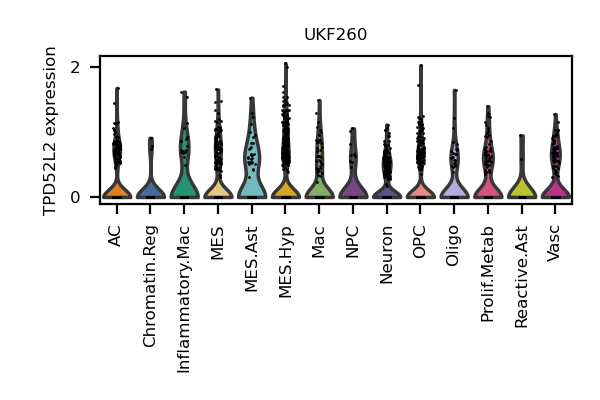 UKF260
TPD52L2 expression
2
0
AC
Chromatin.Reg
Inflammatory.Mac
MES
MES.Ast
MES.Hyp
Mac
NPC
Neuron
OPC
Oligo
Prolif.Metab
Reactive.Ast
Vasc